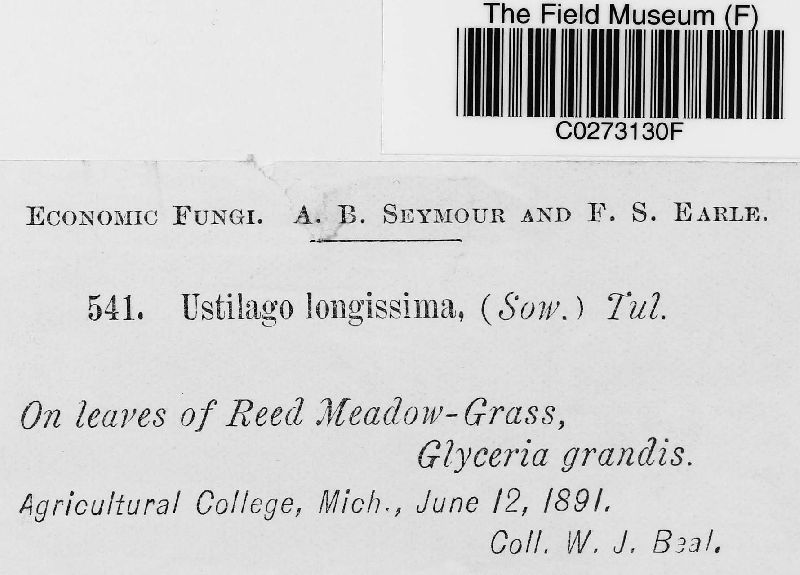 The Field Museum (F)
C0273130F
ECONOMIC FUNGI. A. B. SEYMOUR AND F. S. EARLE.
541. Ustilago longissima, (Sow.) Tul.
On leaves of Reed Meadow-Grass,
Glyceria grandis.
Agricultural College, Mich., June 12, 1891.
Coll. W. J. Beal.